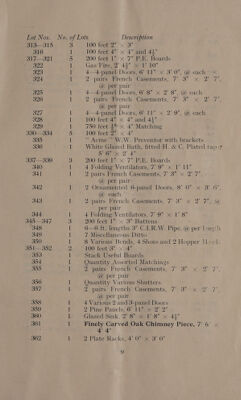 Lot Nos. No. of Lots Description
313—315 3 100 feet 2" × 3"
316 1 100 feet 4" × 4" and 4½"
317—321 5 200 feet 1" × 7" P.E. Boards
322 1 Gas Fire, 2' 4½" × 1' 10"
323 1 4—4-panel Doors, 6' 11" × 3' 0", @ each
324 1 2 pairs French Casements, 7' 3" × 2' 7", @ per pair
325 1 4—4-panel Doors, 6' 8" × 2' 8", @ each
326 1 2 pairs French Casements, 7' 3" × 2' 7", @ per pair
327 1 4—4-panel Doors, 6' 11" × 2' 9", @ each
328 1 100 feet 4" × 4" and 4½"
329 1 750 feet × 4" Matching
330—334 5 100 feet 2" × 4"
335 1 "Acme" N.W. Preventor with brackets
336 1 White Glazed Bath, fitted H. & C. Plated taps
5' 6" × 2' 4"
337—339 3 200 feet 1" × 7" P.E. Boards
340 1 4 Folding Ventilators, 7' 9" × 1' 11"
341 1 2 pairs French Casements, 7' 3" × 2' 7", @ per pair
342 1 2 Ornamented 6-panel Doors, 8' 0" × 3' 6", @ each
343 1 2 pairs French Casements, 7' 3" × 2' 7", @ per pair
344 1 4 Folding Ventilators, 7' 9" × 1' 8"
345—347 3 200 feet 1" × 3" Battens
348 1 6—6 ft. lengths 3" C.I.R.W. Pipe, @ per length
349 1 7 Miscellaneous Ditto
350 1 8 Various Bends, 4 Shoes and 2 Hopper
351—352 2 100 feet 3" × 4"
353 1 Stack Useful Boards
354 1 Quantity Assorted Matchings
355 1 2 pairs French Casements, 7' 3" × 2' 7", @ per pair
356 1 Quantity Various Shutters
357 1 2 pairs French Casements, 7' 3" × 2' 7", @ per pair
358 1 4 Various 2 and 3-panel Doors
359 1 2 Pine Panels, 6' 11" × 2' 2"
360 1 Glazed Sink, 2' 8" × 1' 8" × 4½"
361 1 Finely Carved Oak Chimney Piece, 7' 6" × 4' 4"
362 1 2 Plate Racks, 4' 0" × 3' 0"
9